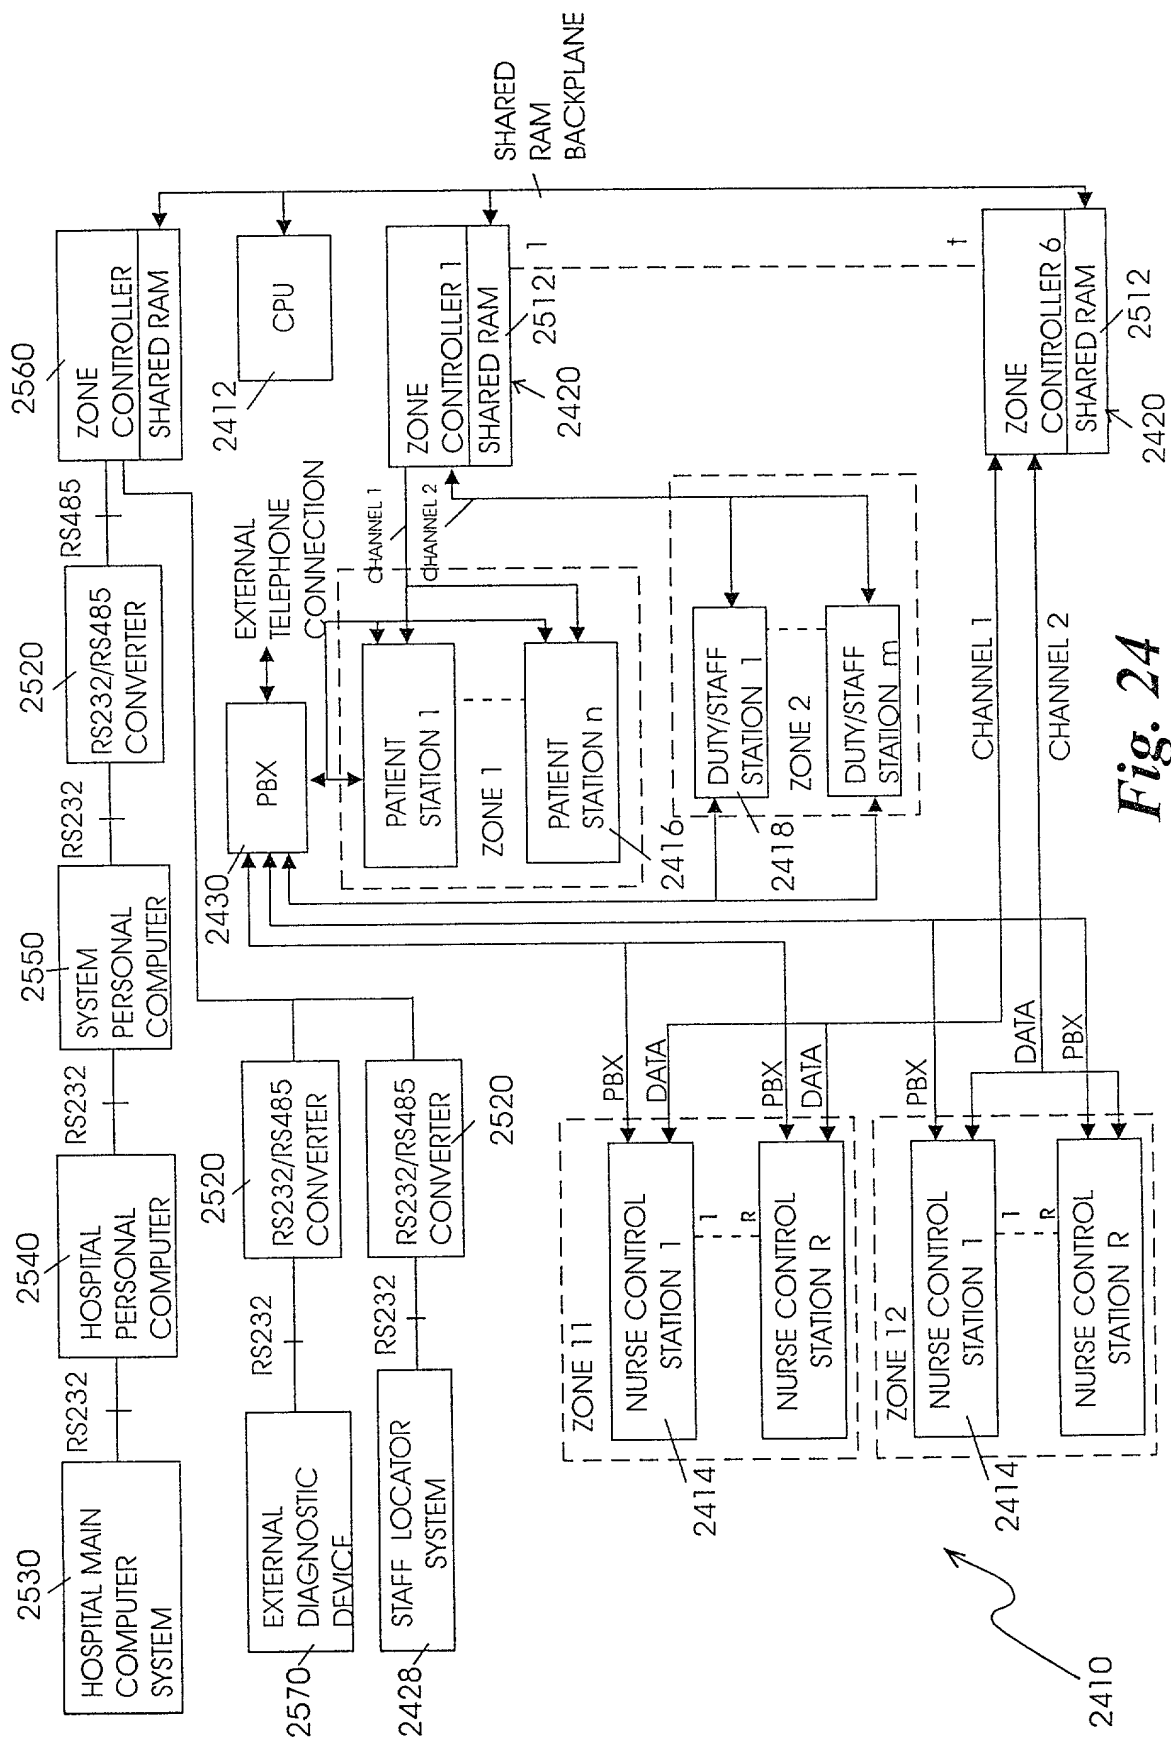 2530
HOSPITAL MAIN
COMPUTER
SYSTEM
RS232
2540
HOSPITAL
PERSONAL
COMPUTER
RS232
2550
SYSTEM
PERSONAL
COMPUTER
RS232
2520
RS232/RS485
CONVERTER
RS485
2560
ZONE
CONTROLLER
SHARED RAM
2570
EXTERNAL
DIAGNOSTIC
DEVICE
RS232
2520
RS232/RS485
CONVERTER
2428
STAFF LOCATOR
SYSTEM
RS232
RS232/RS485
CONVERTER
2520
2430
PBX
EXTERNAL
TELEPHONE
CONNECTION
2412
CPU
SHARED
RAM
BACKPLANE
PATIENT
STATION 1
ZONE 1
PATIENT
STATION n
2416
CHANNEL 1
CHANNEL 2
ZONE
CONTROLLER 1
SHARED RAM
2512
2420
1
t
DUTY/STAFF
STATION 1
2418
ZONE 2
DUTY/STAFF
STATION m
ZONE 11
NURSE CONTROL
STATION 1
2414
1
R
NURSE CONTROL
STATION R
PBX
DATA
PBX
DATA
ZONE 12
NURSE CONTROL
STATION 1
2414
1
R
NURSE CONTROL
STATION R
PBX
DATA
PBX
CHANNEL 1
CHANNEL 2
ZONE
CONTROLLER 6
SHARED RAM
2512
2420
2410
Fig. 24